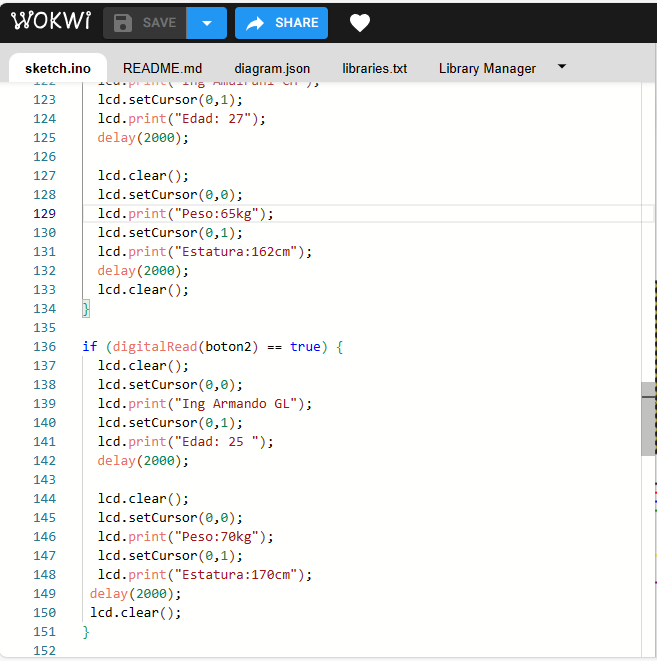 WOKWI SAVE SHARE
sketch.ino README.md diagram.json libraries.txt Library Manager
123 lcd.setCursor(0,1);
124 lcd.print("Edad: 27");
125 delay(2000);
126
127 lcd.clear();
128 lcd.setCursor(0,0);
129 lcd.print("Peso:65kg");
130 lcd.setCursor(0,1);
131 lcd.print("Estatura:162cm");
132 delay(2000);
133 lcd.clear();
134 }
135
136 if (digitalRead(boton2) == true) {
137 lcd.clear();
138 lcd.setCursor(0,0);
139 lcd.print("Ing Armando GL");
140 lcd.setCursor(0,1);
141 lcd.print("Edad: 25 ");
142 delay(2000);
143
144 lcd.clear();
145 lcd.setCursor(0,0);
146 lcd.print("Peso:70kg");
147 lcd.setCursor(0,1);
148 lcd.print("Estatura:170cm");
149 delay(2000);
150 lcd.clear();
151 }
152